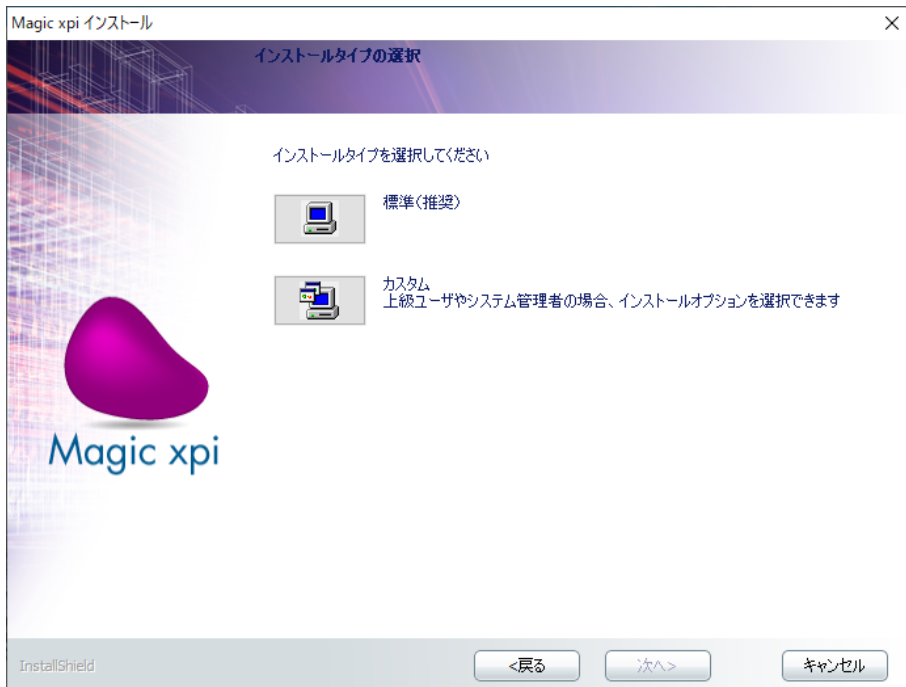 Magic xpi インストール
インストールタイプの選択
インストールタイプを選択してください
標準(推奨)
カスタム
上級ユーザやシステム管理者の場合、インストールオプションを選択できます
Magic xpi
InstallShield
<戻る
次へ>
キャンセル